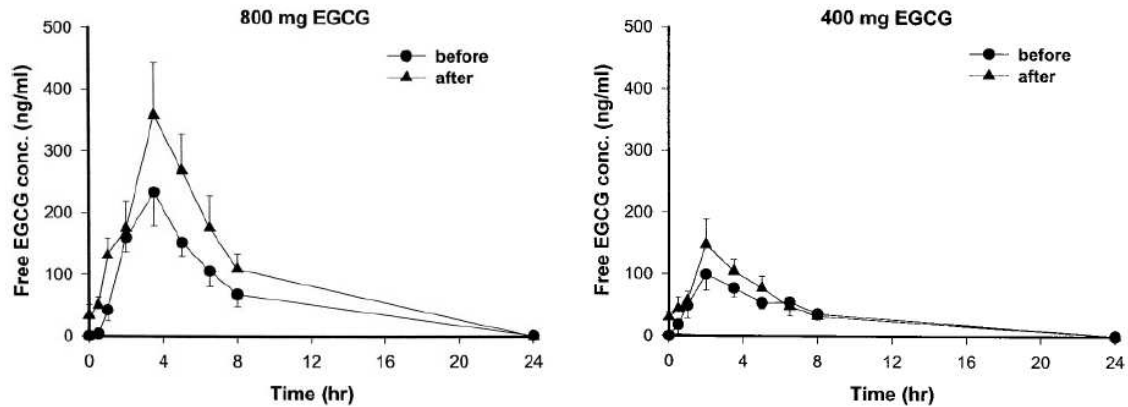 800 mg EGCG
before
after
Free EGCG conc. (ng/ml)
500
400
300
200
100
0
0 4 8 12 16 20 24
Time (hr)
400 mg EGCG
before
after
Free EGCG conc. (ng/ml)
500
400
300
200
100
0
0 4 8 12 16 20 24
Time (hr)